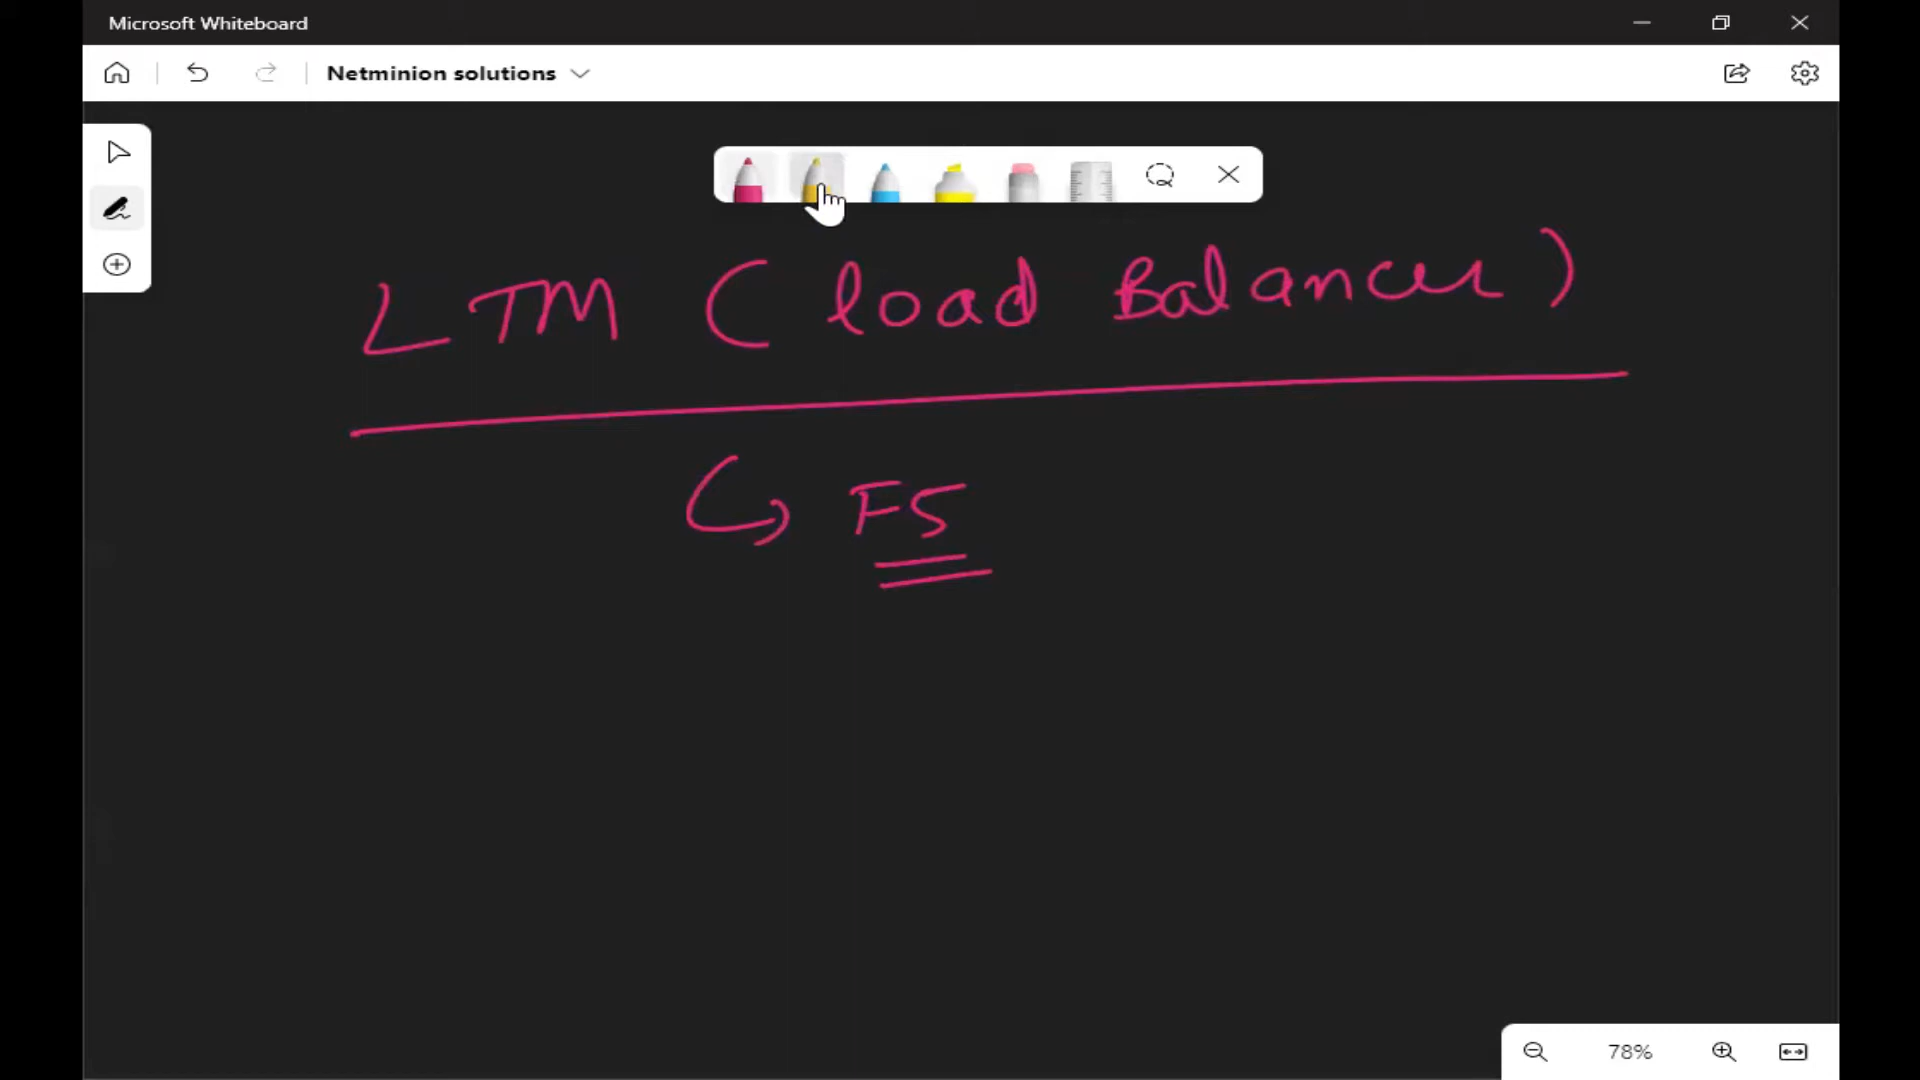 Microsoft Whiteboard
Netminion solutions
LTM (load Balancer)
F5
78%